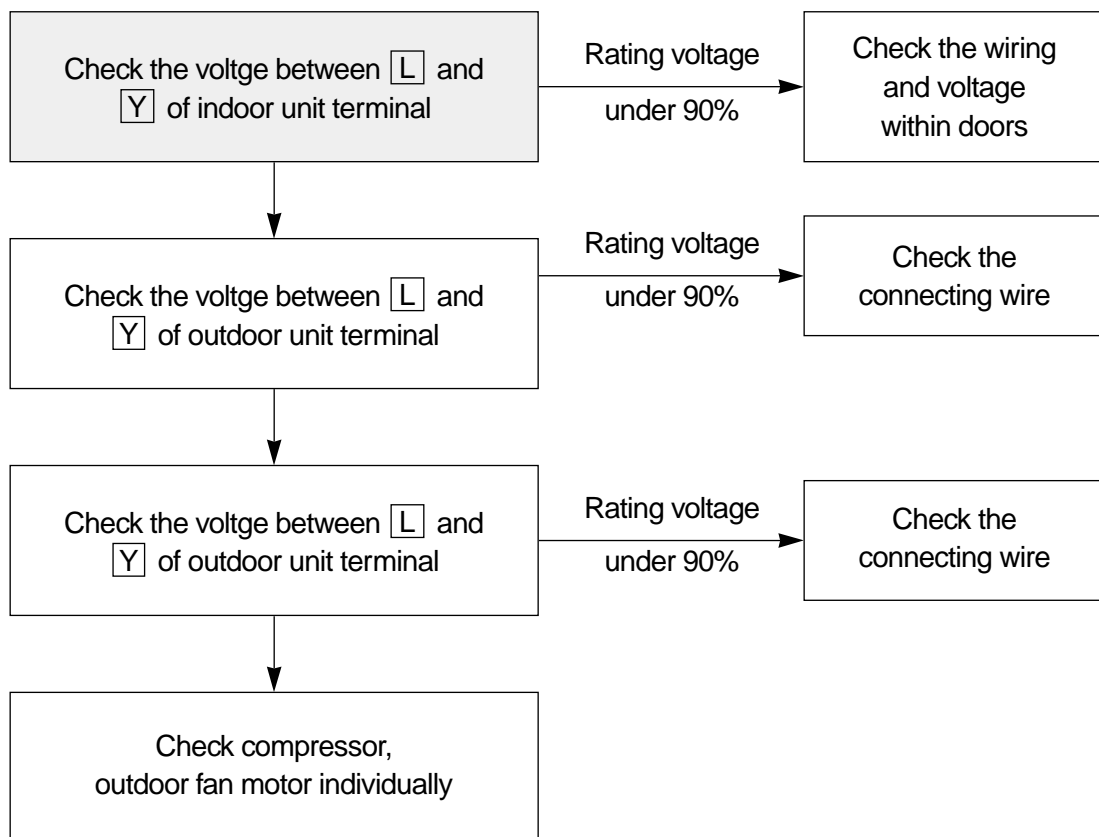 Check the voltge between L and
Y of indoor unit terminal
Rating voltage
under 90%
Check the wiring
and voltage
within doors
Check the voltge between L and
Y of outdoor unit terminal
Rating voltage
under 90%
Check the
connecting wire
Check the voltge between L and
Y of outdoor unit terminal
Rating voltage
under 90%
Check the
connecting wire
Check compressor,
outdoor fan motor individually